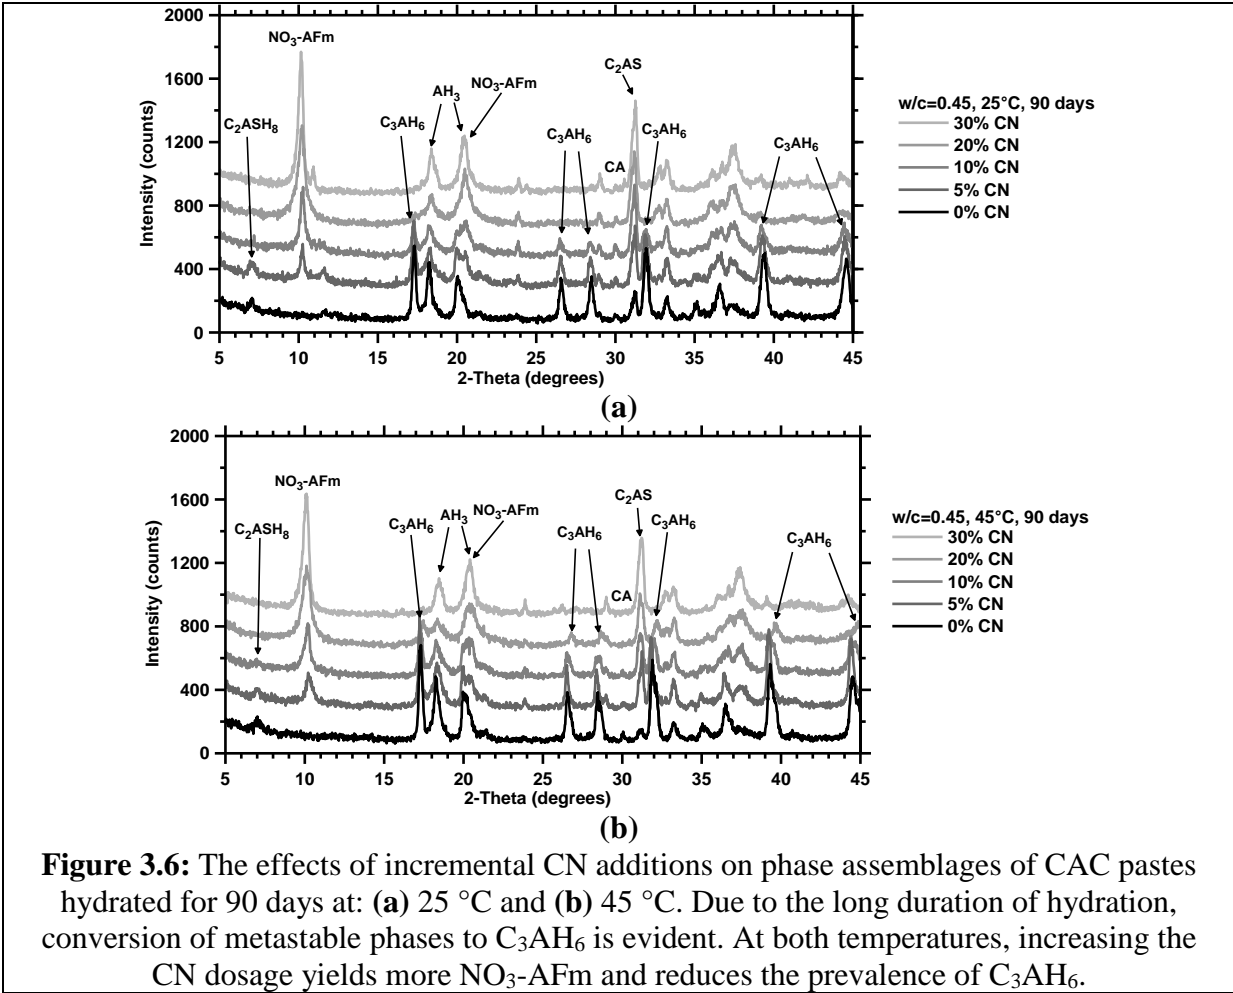 2000
1600
1200
800
400
0
Intensity (counts)
NO₃-AFm
C₂ASH₈
C₃AH₆
AH₃
NO₃-AFm
C₃AH₆
C₂AS
CA
C₃AH₆
C₃AH₆
w/c=0.45, 25°C, 90 days
30% CN
20% CN
10% CN
5% CN
0% CN
5 10 15 20 25 30 35 40 45
2-Theta (degrees)
(a)
2000
1600
1200
800
400
0
Intensity (counts)
NO₃-AFm
C₂ASH₈
C₃AH₆
AH₃
NO₃-AFm
C₃AH₆
C₂AS
CA
C₃AH₆
C₃AH₆
w/c=0.45, 45°C, 90 days
30% CN
20% CN
10% CN
5% CN
0% CN
5 10 15 20 25 30 35 40 45
2-Theta (degrees)
(b)
Figure 3.6: The effects of incremental CN additions on phase assemblages of CAC pastes
hydrated for 90 days at: (a) 25 °C and (b) 45 °C. Due to the long duration of hydration,
conversion of metastable phases to C₃AH₆ is evident. At both temperatures, increasing the
CN dosage yields more NO₃-AFm and reduces the prevalence of C₃AH₆.